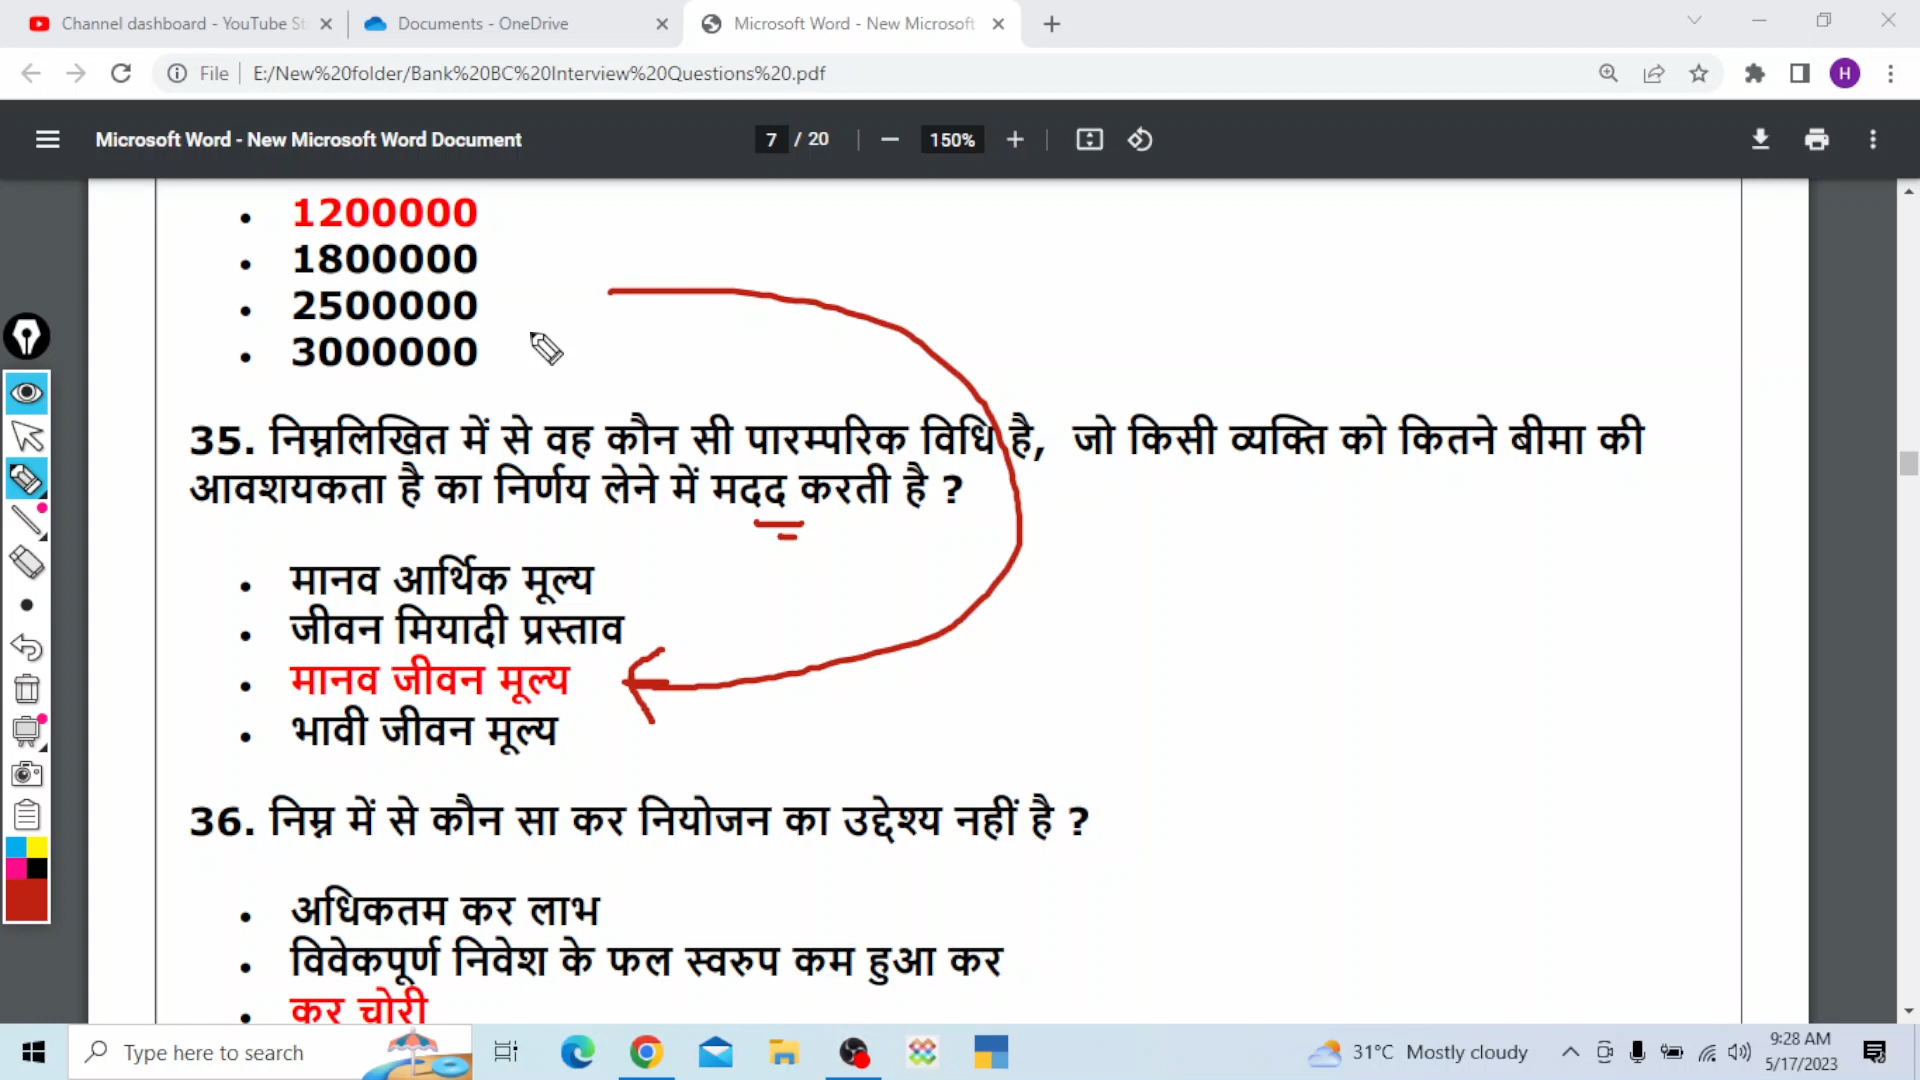 Channel dashboard - YouTube St
Documents - OneDrive
Microsoft Word - New Microsoft
File
E:/New%20folder/Bank%20BC%20Interview%20Questions%20.pdf
H
Microsoft Word - New Microsoft Word Document
7 / 20
150%
1200000
1800000
2500000
3000000
35. निम्नलिखित में से वह कौन सी पारम्परिक विधि है, जो किसी व्यक्ति को कितने बीमा की
आवशयकता है का निर्णय लेने में मदद करती है ?
मानव आर्थिक मूल्य
जीवन मियादी प्रस्ताव
मानव जीवन मूल्य
भावी जीवन मूल्य
36. निम्न में से कौन सा कर नियोजन का उद्देश्य नहीं है ?
अधिकतम कर लाभ
विवेकपूर्ण निवेश के फल स्वरुप कम हुआ कर
कर चोरी
Type here to search
31°C Mostly cloudy
9:28 AM
5/17/2023